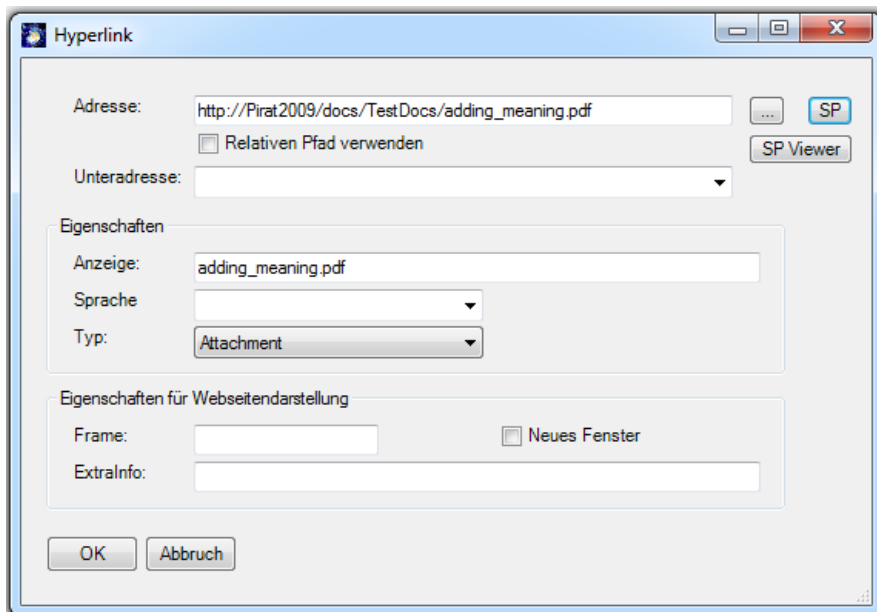 Hyperlink
Adresse: http://Pirat2009/docs/TestDocs/adding_meaning.pdf ... SP
Relativen Pfad verwenden SP Viewer
Unteradresse:
Eigenschaften
Anzeige: adding_meaning.pdf
Sprache
Typ: Attachment
Eigenschaften für Webseitendarstellung
Frame: Neues Fenster
ExtraInfo:
OK Abbruch